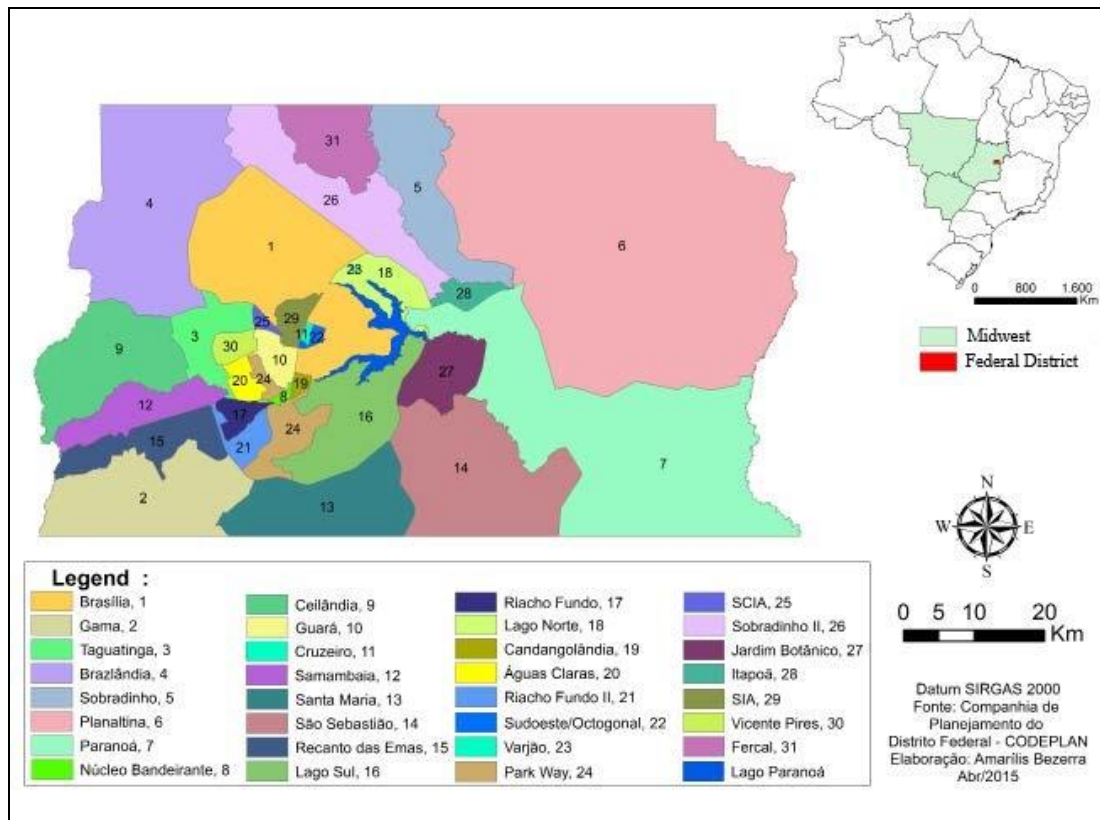 31
4
26
5
1
6
23
18
28
25
29
11
22
3
30
10
9
20
24
19
8
27
12
17
16
24
15
21
14
7
2
13
0 800 1.600
Km
Midwest
Federal District
N
W E
S
0 10 20
Km
Legend :
Brasília, 1
Gama, 2
Taguatinga, 3
Brazlândia, 4
Sobradinho, 5
Planaltina, 6
Paranoá, 7
Núcleo Bandeirante, 8
Ceilândia, 9
Guará, 10
Cruzeiro, 11
Samambaia, 12
Santa Maria, 13
São Sebastião, 14
Recanto das Emas, 15
Lago Sul, 16
Riacho Fundo, 17
Lago Norte, 18
Candangolândia, 19
Águas Claras, 20
Riacho Fundo II, 21
Sudoeste/Octogonal, 22
Varjão, 23
Park Way, 24
SCIA, 25
Sobradinho II, 26
Jardim Botânico, 27
Itapoã, 28
SIA, 29
Vicente Pires, 30
Fercal, 31
Lago Paranoá
Datum SIRGAS 2000
Fonte: Companhia de
Planejamento do
Distrito Federal - CODEPLAN
Elaboração: Amarílis Bezerra
Abr/2015